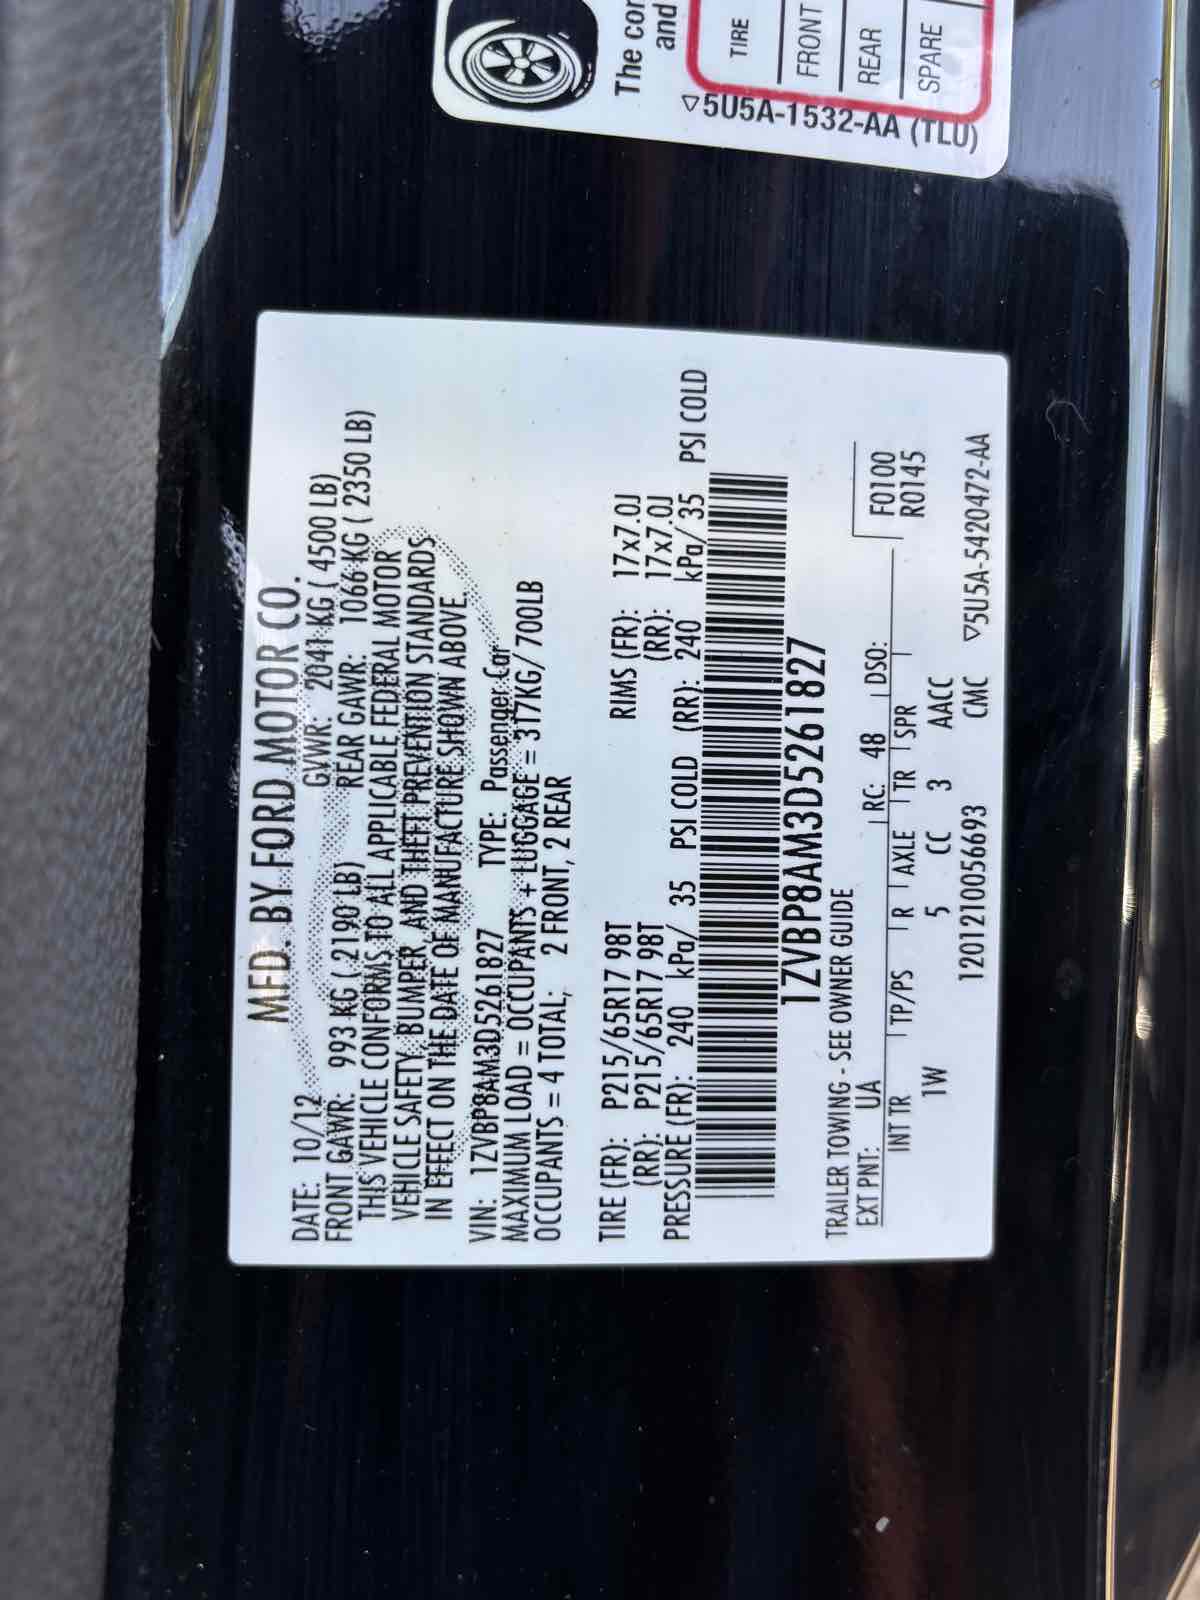 MFD. BY FORD MOTOR CO.
DATE: 10/12 GVWR: 2041 KG ( 4500 LB)
FRONT GAWR: 993 KG ( 2190 LB) REAR GAWR: 1066 KG ( 2350 LB)
THIS VEHICLE CONFORMS TO ALL APPLICABLE FEDERAL MOTOR
VEHICLE SAFETY, BUMPER, AND THEFT PREVENTION STANDARDS
IN EFFECT ON THE DATE OF MANUFACTURE SHOWN ABOVE.
VIN: 1ZVBP8AM3D5261827 TYPE: Passenger Car
MAXIMUM LOAD = OCCUPANTS + LUGGAGE = 317KG/700LB
OCCUPANTS = 4 TOTAL; 2 FRONT, 2 REAR
TIRE (FR): P215/65R17 98T RIMS (FR): 17x7.0J
(RR): P215/65R17 98T (RR): 17x7.0J
PRESSURE (FR): 240 kPa/ 35 PSI COLD (RR): 240 kPa/ 35 PSI COLD
1ZVBP8AM3D5261827
TRAILER TOWING - SEE OWNER GUIDE
EXT PNT: UA RC: 48 DSO: F0100
INT TR TP/PS R AXLE TR SPR R0145
1W 5 CC 3 AACC
1201210056693 CMC ▽5U5A-5420472-AA
The cor
and
TIRE
FRONT
REAR
SPARE
▽5U5A-1532-AA (TLU)